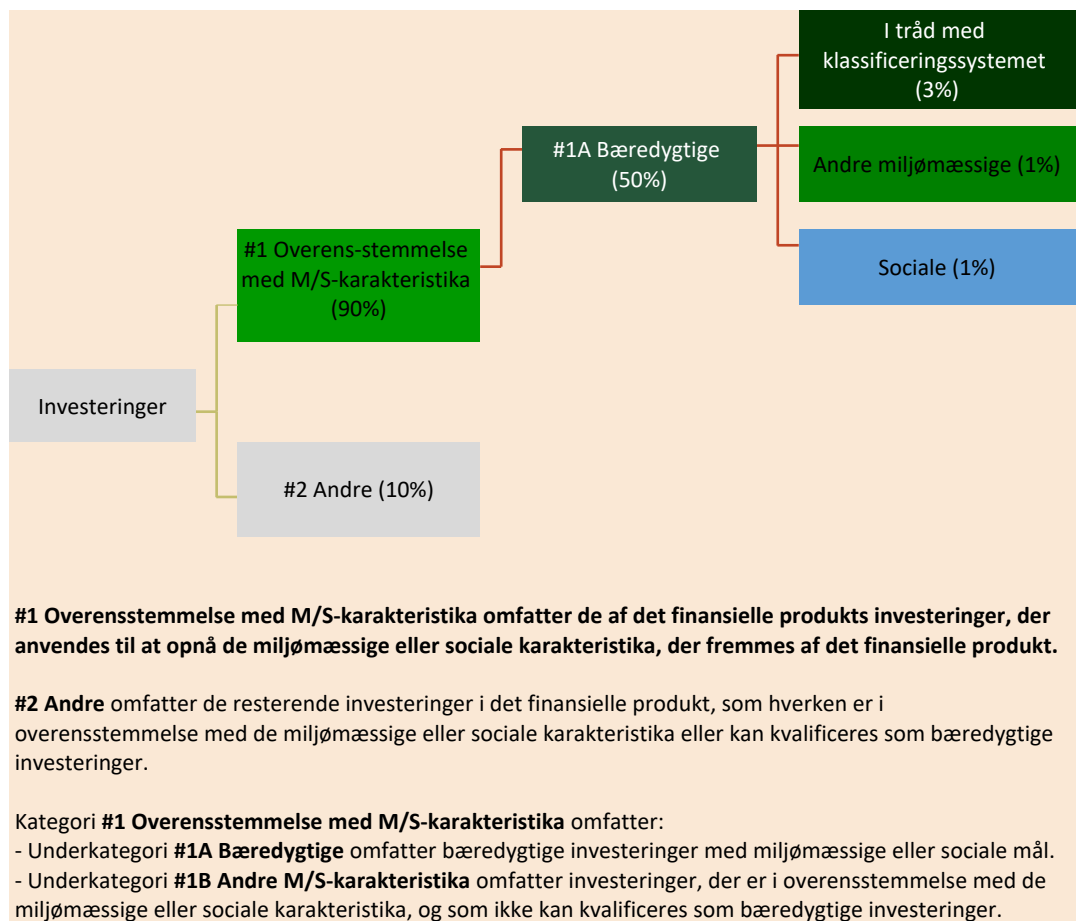 I tråd med
klassificeringssystemet
(3%)
#1A Bæredygtige
(50%)
Andre miljømæssige (1%)
#1 Overens-stemmelse
med M/S-karakteristika
(90%)
Sociale (1%)
Investeringer
#2 Andre (10%)
#1 Overensstemmelse med M/S-karakteristika omfatter de af det finansielle produkts investeringer, der
anvendes til at opnå de miljømæssige eller sociale karakteristika, der fremmes af det finansielle produkt.
#2 Andre omfatter de resterende investeringer i det finansielle produkt, som hverken er i
overensstemmelse med de miljømæssige eller sociale karakteristika eller kan kvalificeres som bæredygtige
investeringer.
Kategori #1 Overensstemmelse med M/S-karakteristika omfatter:
- Underkategori #1A Bæredygtige omfatter bæredygtige investeringer med miljømæssige eller sociale mål.
- Underkategori #1B Andre M/S-karakteristika omfatter investeringer, der er i overensstemmelse med de
miljømæssige eller sociale karakteristika, og som ikke kan kvalificeres som bæredygtige investeringer.